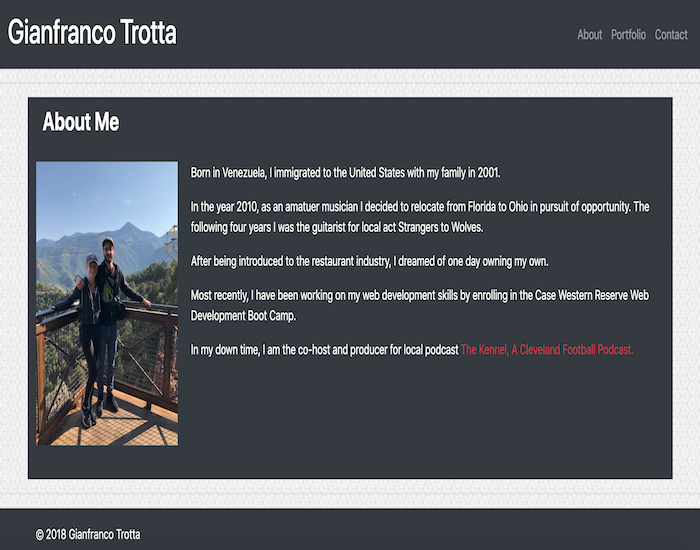 Gianfranco Trotta
About Portfolio Contact
About Me
Born in Venezuela, I immigrated to the United States with my family in 2001.
In the year 2010, as an amatuer musician I decided to relocate from Florida to Ohio in pursuit of opportunity. The
following four years I was the guitarist for local act Strangers to Wolves.
After being introduced to the restaurant industry, I dreamed of one day owning my own.
Most recently, I have been working on my web development skills by enrolling in the Case Western Reserve Web
Development Boot Camp.
In my down time, I am the co-host and producer for local podcast The Kennel, A Cleveland Football Podcast.
© 2018 Gianfranco Trotta